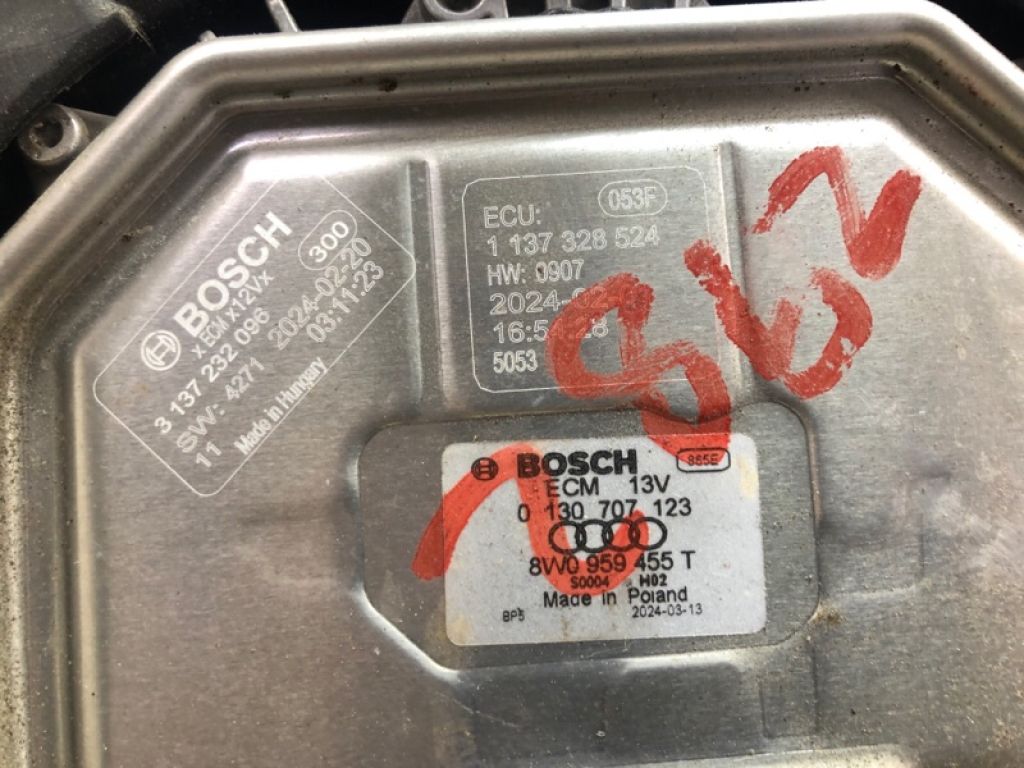 BOSCH
300
X ECM X12VX
3 137 232 096
SW: 4271 2024-02-20
11 03:11:23
Made in Hungary
053F
ECU:
1 137 328 524
HW: 0907
5053
BOSCH 865E
ECM 13V
0 130 707 123
8W0 959 455 T
S0004 H02
Made in Poland
BP5 2024-03-13